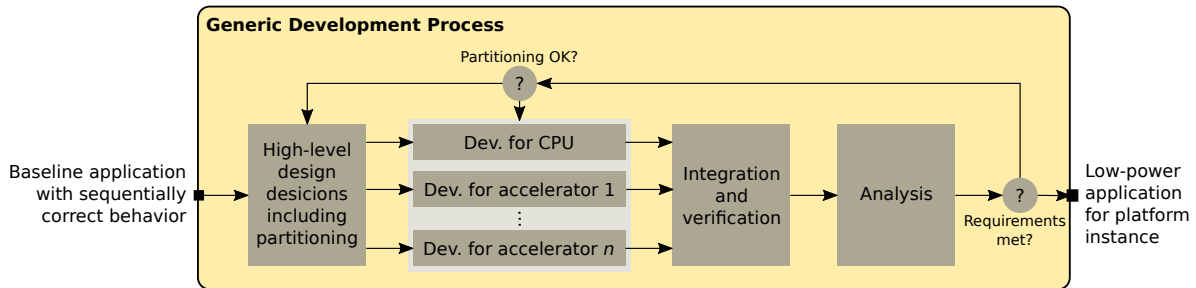 Generic Development Process
Partitioning OK?
?
Baseline application
with sequentially
correct behavior
High-level
design
desicions
including
partitioning
Dev. for CPU
Dev. for accelerator 1
⋮
Dev. for accelerator n
Integration
and
verification
Analysis
?
Requirements
met?
Low-power
application
for platform
instance